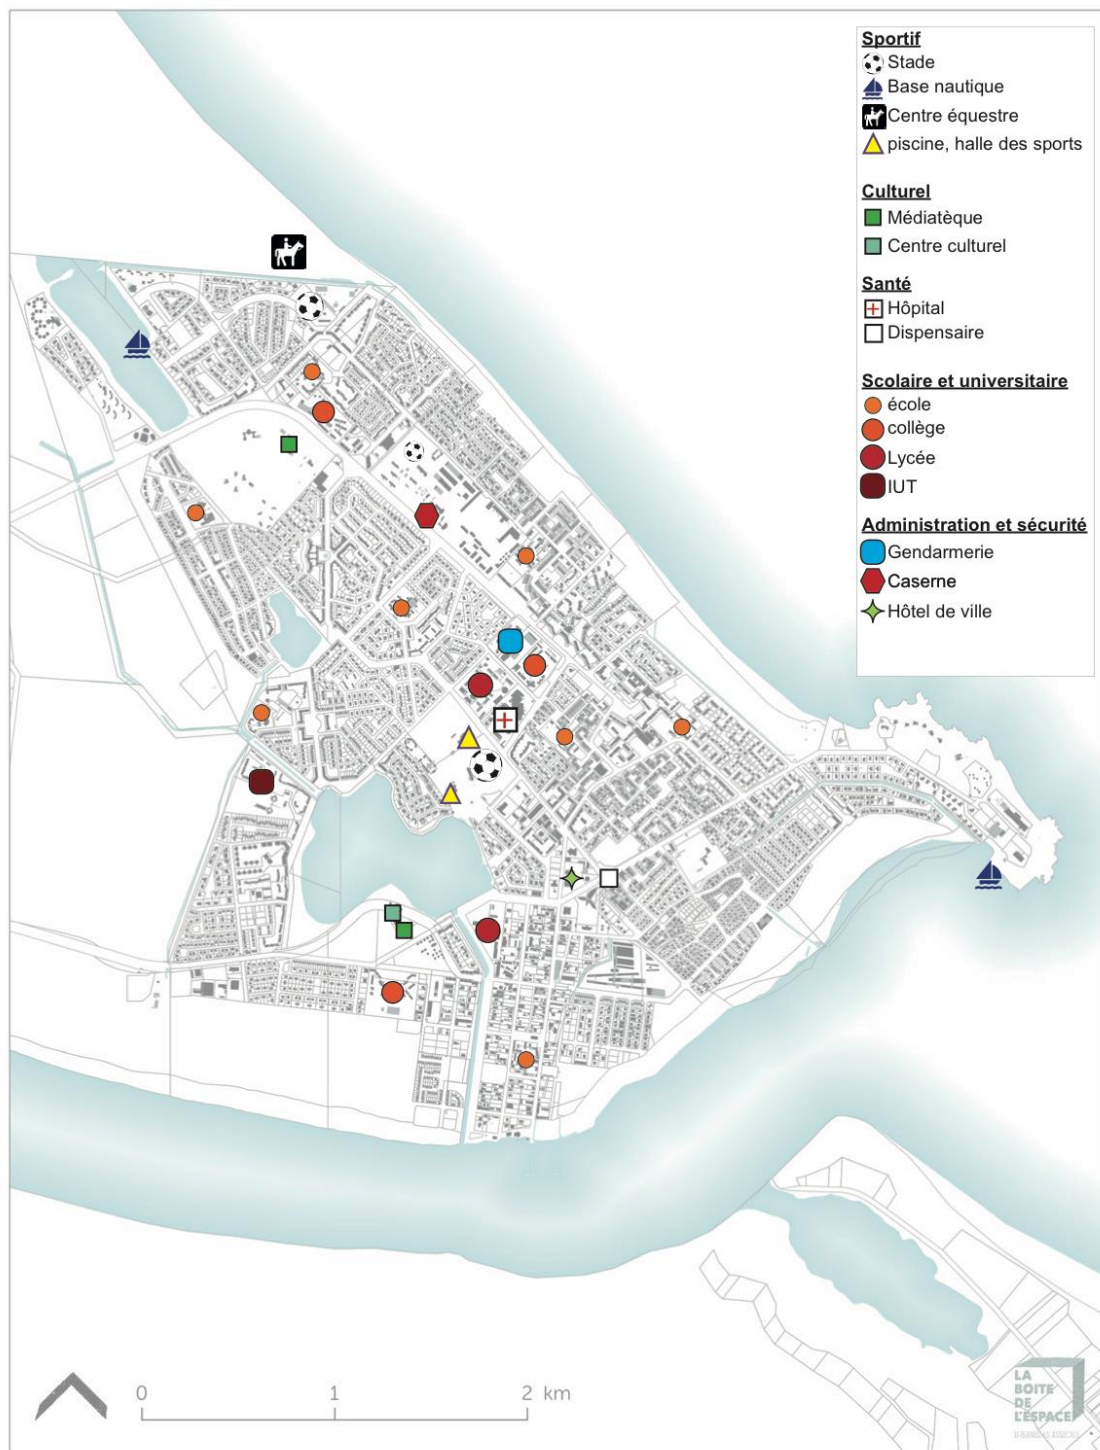 Sportif
Stade
Base nautique
Centre équestre
piscine, halle des sports
Culturel
Médiatèque
Centre culturel
Santé
Hôpital
Dispensaire
Scolaire et universitaire
école
collège
Lycée
IUT
Administration et sécurité
Gendarmerie
Caserne
Hôtel de ville
0 1 2 km
LA
BOITE
DE
L'ESPACE